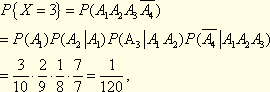 P{X = 3} = P(A₁A₂A₃A̅₄)
= P(A₁)P(A₂|A₁)P(A₃|A₁A₂)P(A̅₄|A₁A₂A₃)
= 3/10 · 2/9 · 1/8 · 7/7 = 1/120,